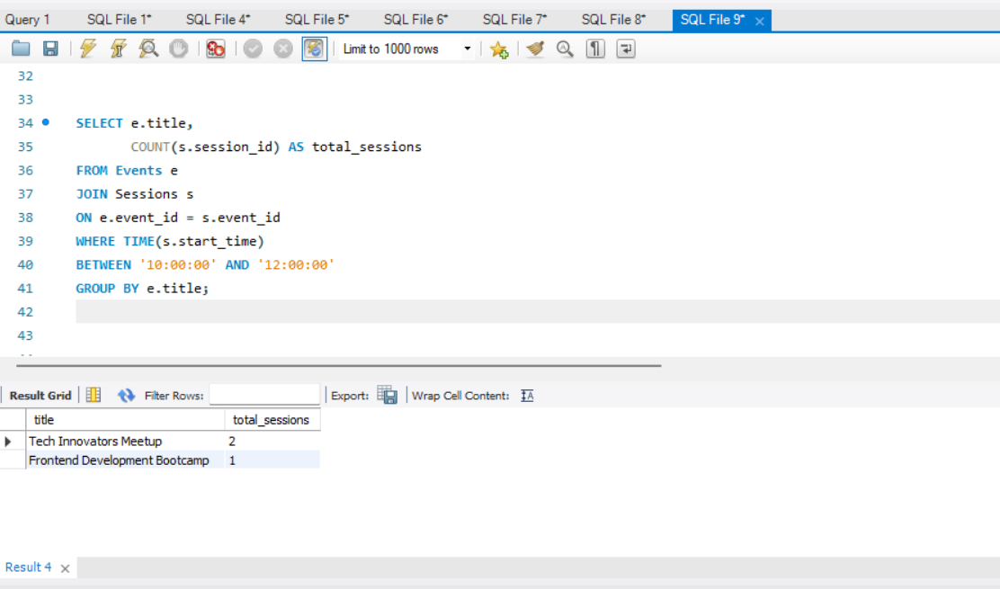 Query 1 SQL File 1* SQL File 4* SQL File 5* SQL File 6* SQL File 7* SQL File 8* SQL File 9*
Limit to 1000 rows
32
33
34 SELECT e.title,
35 COUNT(s.session_id) AS total_sessions
36 FROM Events e
37 JOIN Sessions s
38 ON e.event_id = s.event_id
39 WHERE TIME(s.start_time)
40 BETWEEN '10:00:00' AND '12:00:00'
41 GROUP BY e.title;
42
43
Result Grid Filter Rows: Export: Wrap Cell Content:
title total_sessions
Tech Innovators Meetup 2
Frontend Development Bootcamp 1
Result 4